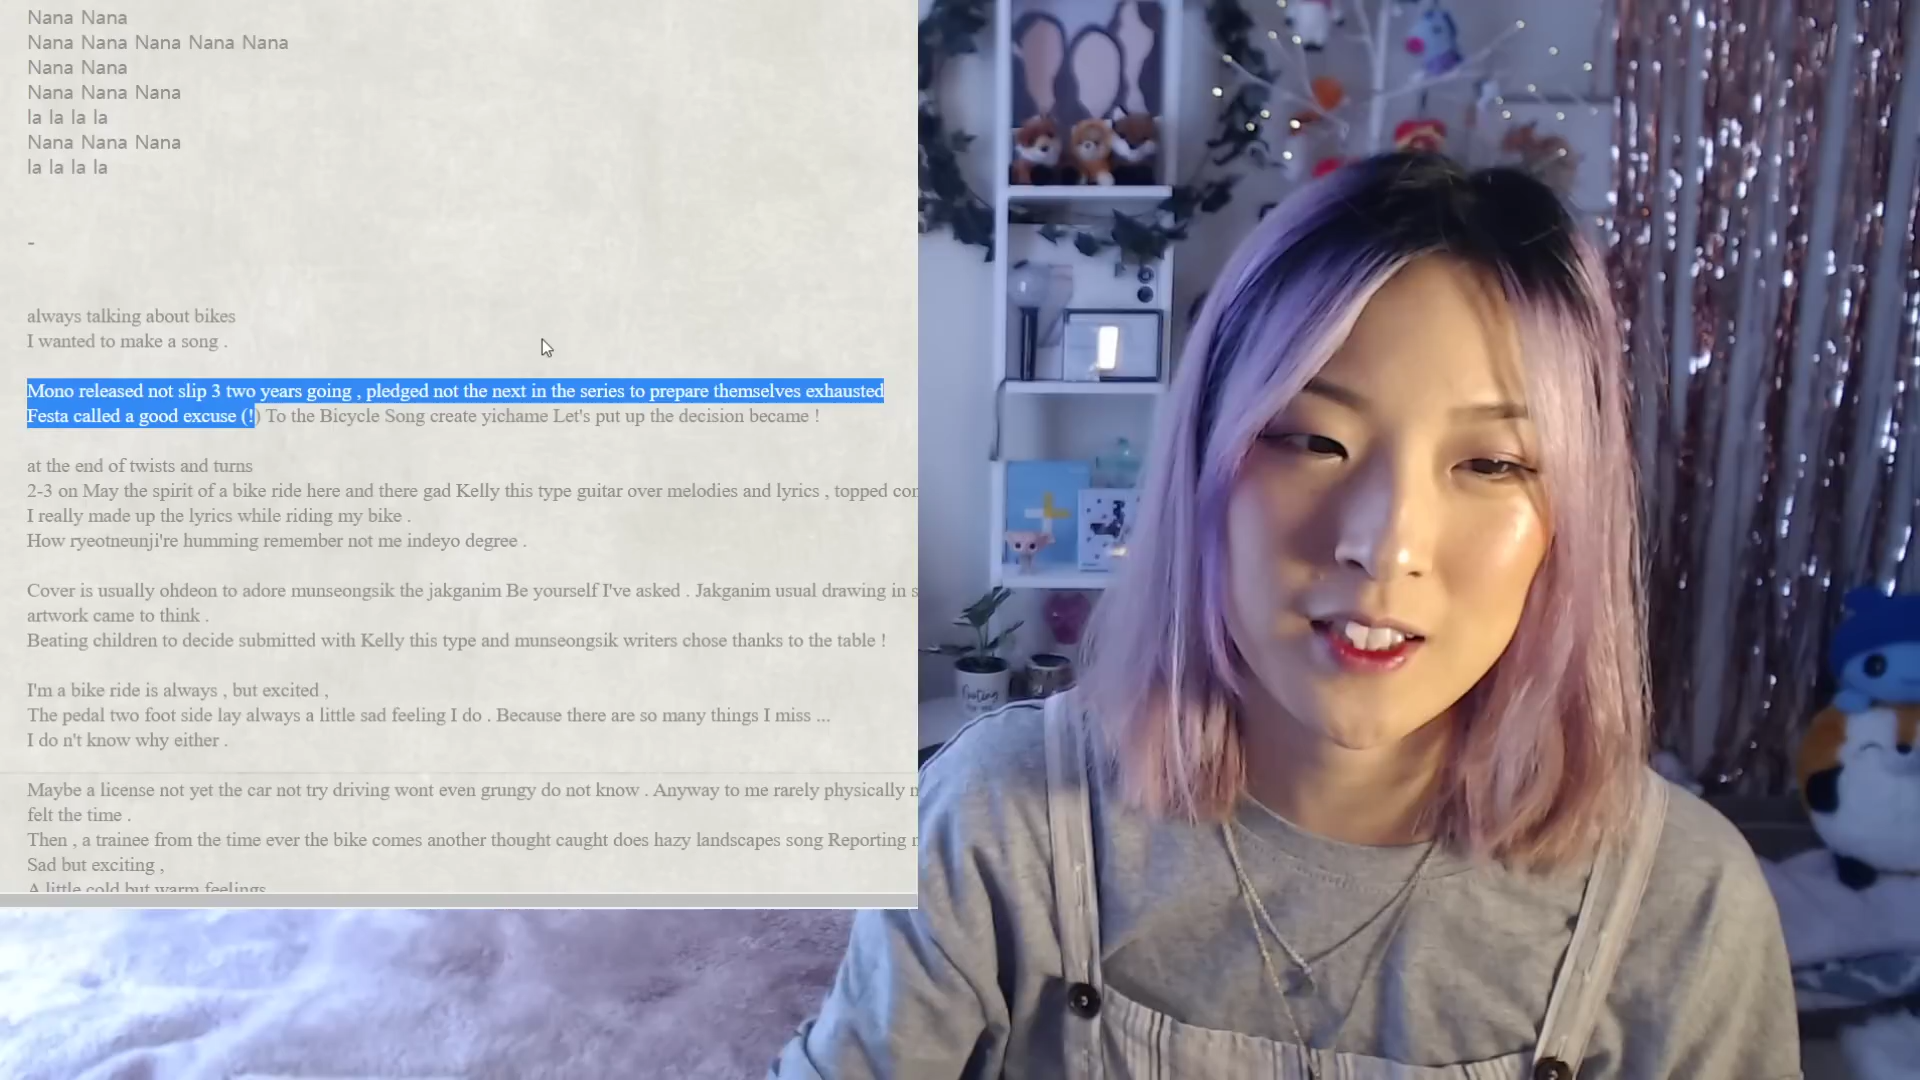 Nana Nana
Nana Nana Nana Nana Nana
Nana Nana
Nana Nana Nana
la la la la
Nana Nana Nana
la la la la
-
always talking about bikes
I wanted to make a song .
Mono released not slip 3 two years going , pledged not the next in the series to prepare themselves exhausted
Festa called a good excuse (!) To the Bicycle Song create yichame Let's put up the decision became !
at the end of twists and turns
2-3 on May the spirit of a bike ride here and there gad Kelly this type guitar over melodies and lyrics , topped
I really made up the lyrics while riding my bike .
How ryeotneunji're humming remember not me indeyo degree .
Cover is usually ohdeon to adore munseongsik the jakganim Be yourself I've asked . Jakganim usual drawing in
artwork came to think .
Beating children to decide submitted with Kelly this type and munseongsik writers chose thanks to the table !
I'm a bike ride is always , but excited ,
The pedal two foot side lay always a little sad feeling I do . Because there are so many things I miss ...
I do n't know why either .
Maybe a license not yet the car not try driving wont even grungy do not know . Anyway to me rarely physically
felt the time .
Then , a trainee from the time ever the bike comes another thought caught does hazy landscapes song Reporting
Sad but exciting ,
A little cold but warm feelings